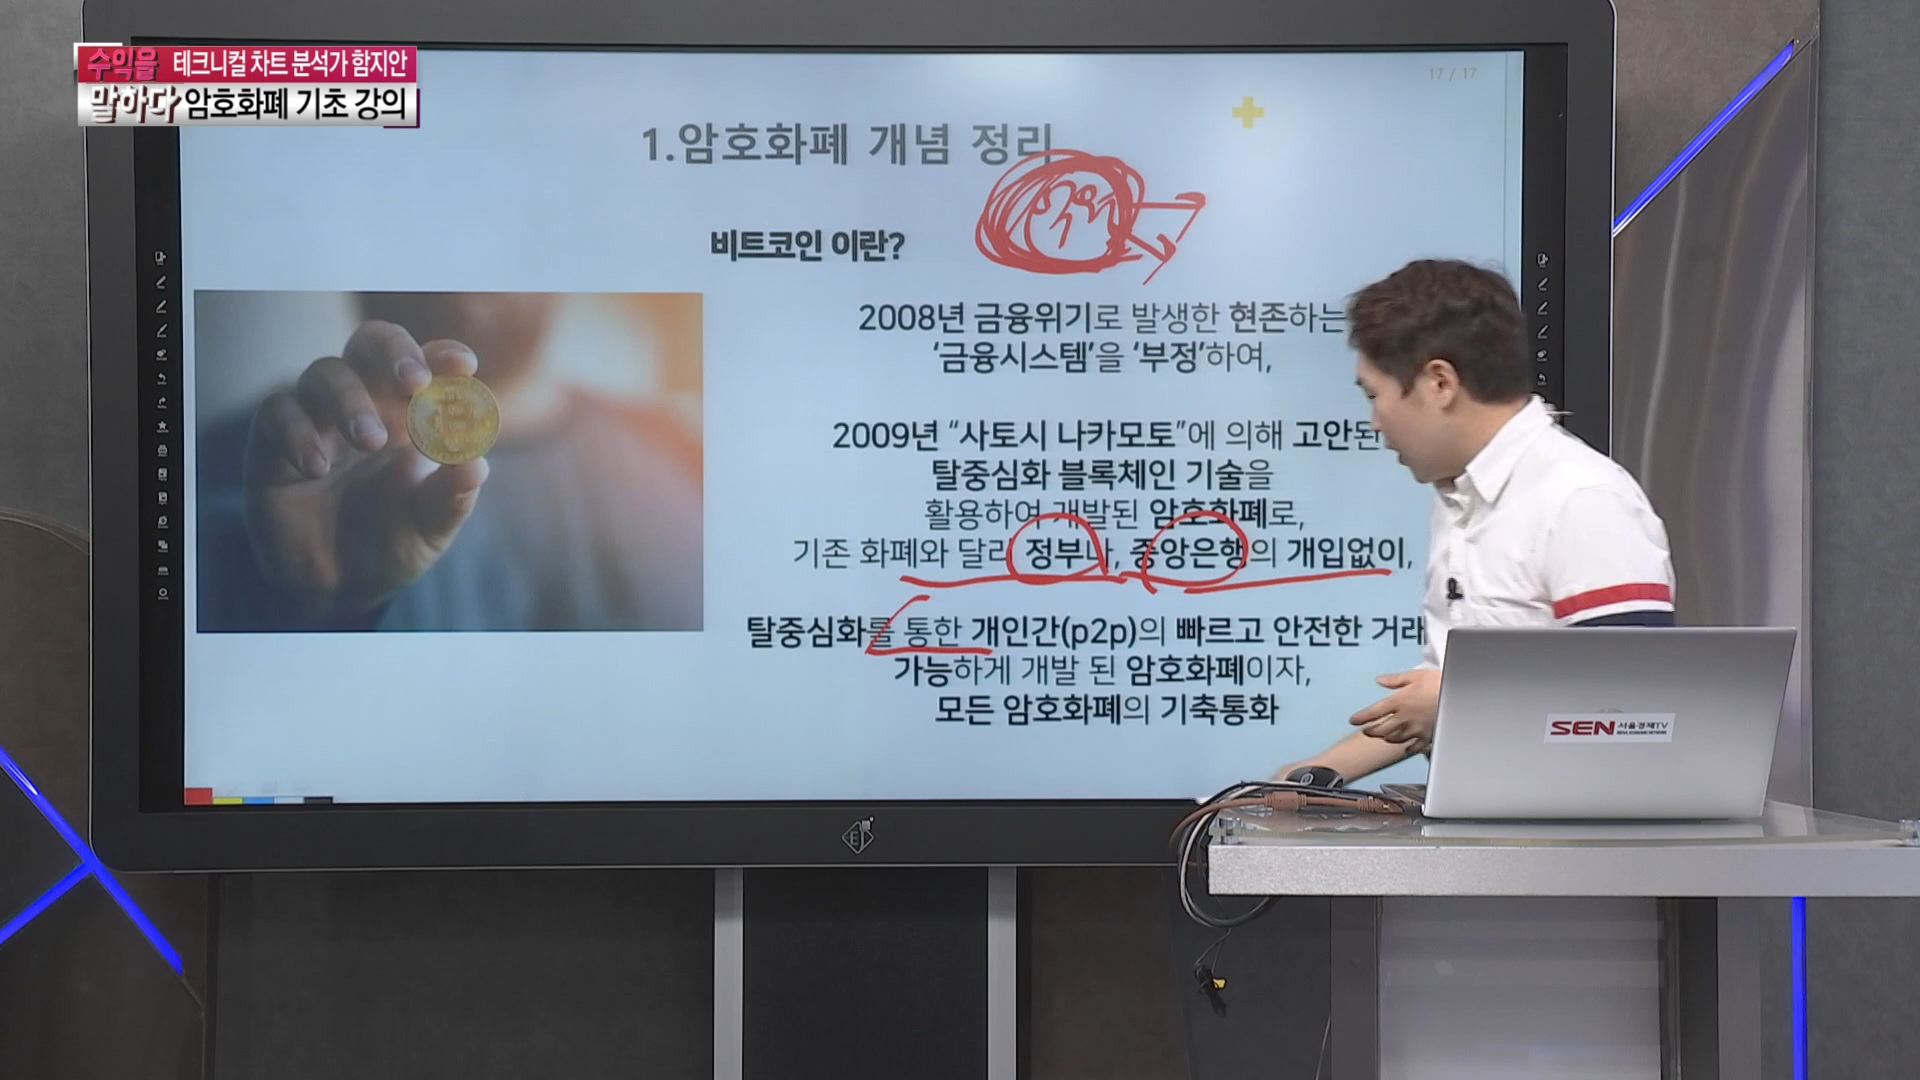 수익을 말하다
테크니컬 차트 분석가 함지안
암호화폐 기초 강의
17 / 17
1.암호화폐 개념 정리
비트코인 이란?
2008년 금융위기로 발생한 현존하는
‘금융시스템’을 ‘부정’하여,
2009년 “사토시 나카모토”에 의해 고안된
탈중심화 블록체인 기술을
활용하여 개발된 암호화폐로,
기존 화폐와 달리 정부나, 중앙은행의 개입없이,
탈중심화를 통한 개인간(p2p)의 빠르고 안전한 거래
가능하게 개발 된 암호화폐이자,
모든 암호화폐의 기축통화
SEN 서울경제TV
SEOUL ECONOMIC NETWORK